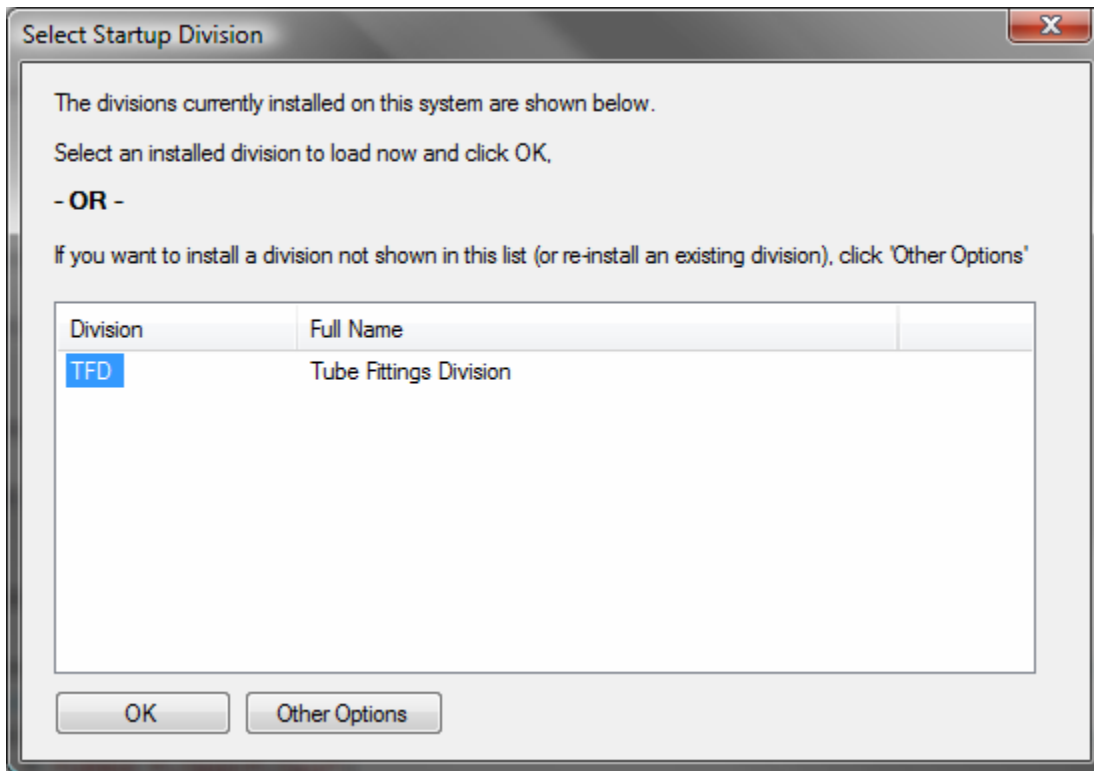 Select Startup Division
The divisions currently installed on this system are shown below.
Select an installed division to load now and click OK,
- OR -
If you want to install a division not shown in this list (or re-install an existing division), click 'Other Options'
Division Full Name
TFD Tube Fittings Division
OK Other Options